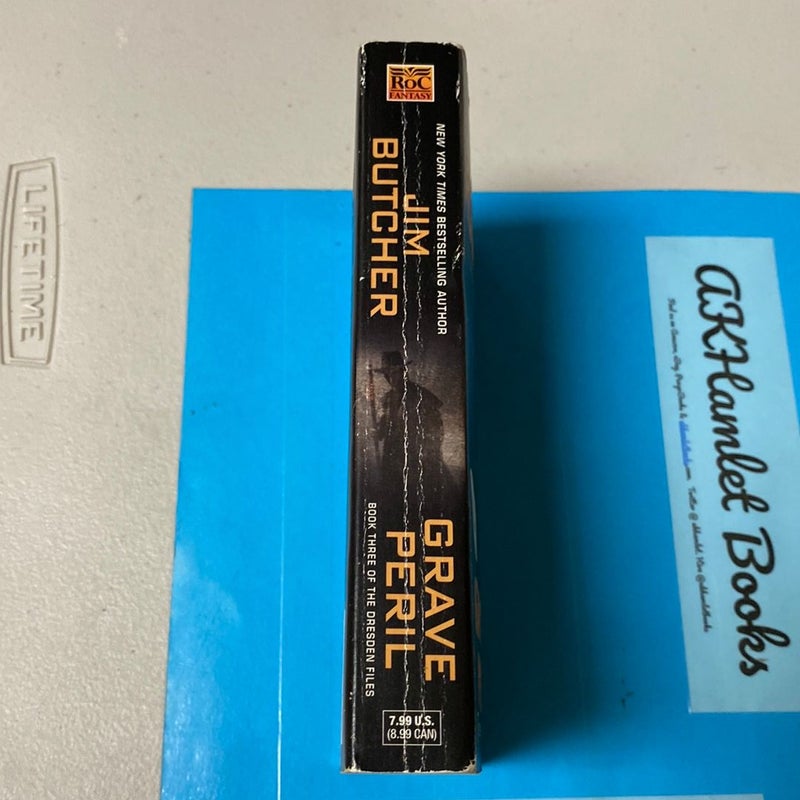 LIFETIME
ROC
FANTASY
NEW YORK TIMES BESTSELLING AUTHOR
JIM
BUTCHER
GRAVE
PERIL
BOOK THREE OF THE DRESDEN FILES
7.99 U.S.
(8.99 CAN)
AKHamlet Books